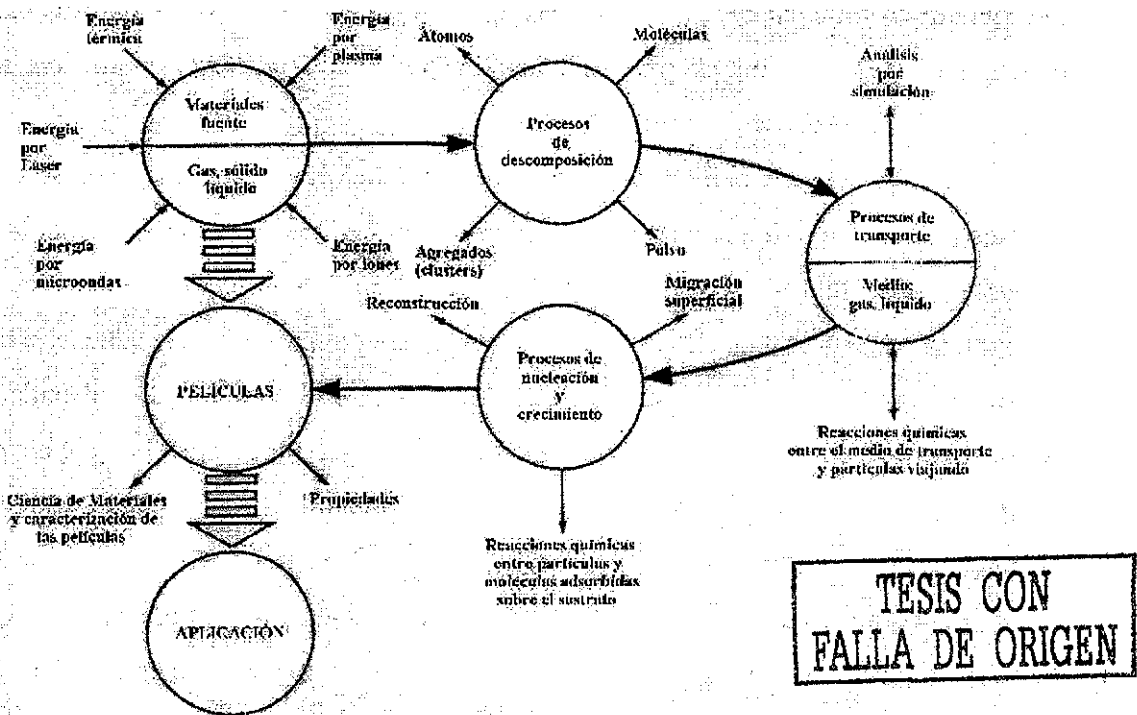 Energía
térmica
Energía
por
plasma
Energía
por
Láser
Materiales
fuente
Gas, sólido
líquido
Energía
por
microondas
Energía
por Iones
Átomos
Moléculas
Procesos
de
descomposición
Agregados
(clusters)
Pulso
Análisis
por
simulación
Procesos de
transporte
Medio:
gas, líquido
Reacciones químicas
entre el medio de transporte
y partículas viajando
Reconstrucción
Migración
superficial
Procesos de
nucleación
y
crecimiento
Reacciones químicas
entre partículas y
moléculas adsorbidas
sobre el sustrato
PELÍCULAS
Ciencia de Materiales
y caracterización de
las películas
Propiedades
APLICACIÓN
TESIS CON
FALLA DE ORIGEN